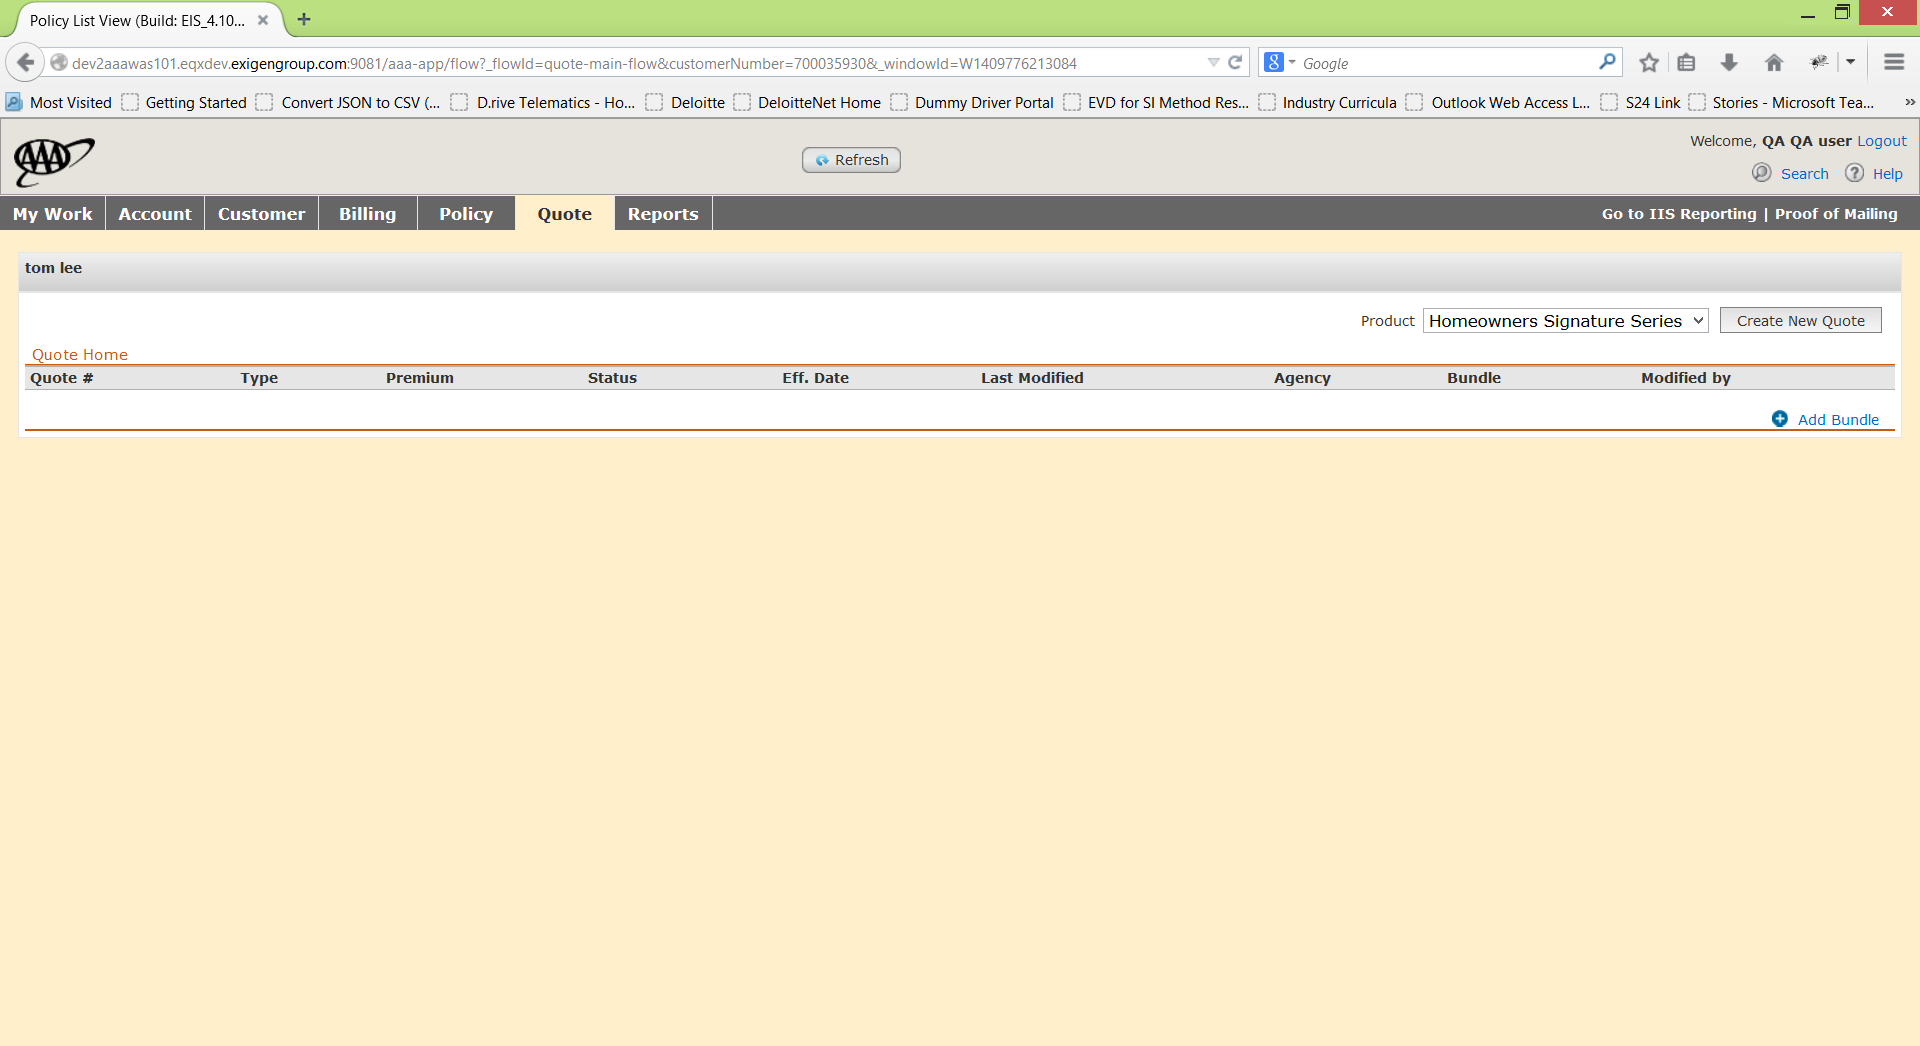 Policy List View (Build: EIS_4.10...
dev2aaawas101.eqxdev.exigengroup.com:9081/aaa-app/flow?_flowId=quote-main-flow&customerNumber=700035930&_windowId=W1409776213084
Google
Most Visited Getting Started Convert JSON to CSV (... D.rive Telematics - Ho... Deloitte DeloitteNet Home Dummy Driver Portal EVD for SI Method Res... Industry Curricula Outlook Web Access L... S24 Link Stories - Microsoft Tea... »
AAA
Refresh
Welcome, QA QA user Logout
Search Help
My Work Account Customer Billing Policy Quote Reports Go to IIS Reporting | Proof of Mailing
tom lee
Product Homeowners Signature Series Create New Quote
Quote Home
Quote # Type Premium Status Eff. Date Last Modified Agency Bundle Modified by
Add Bundle